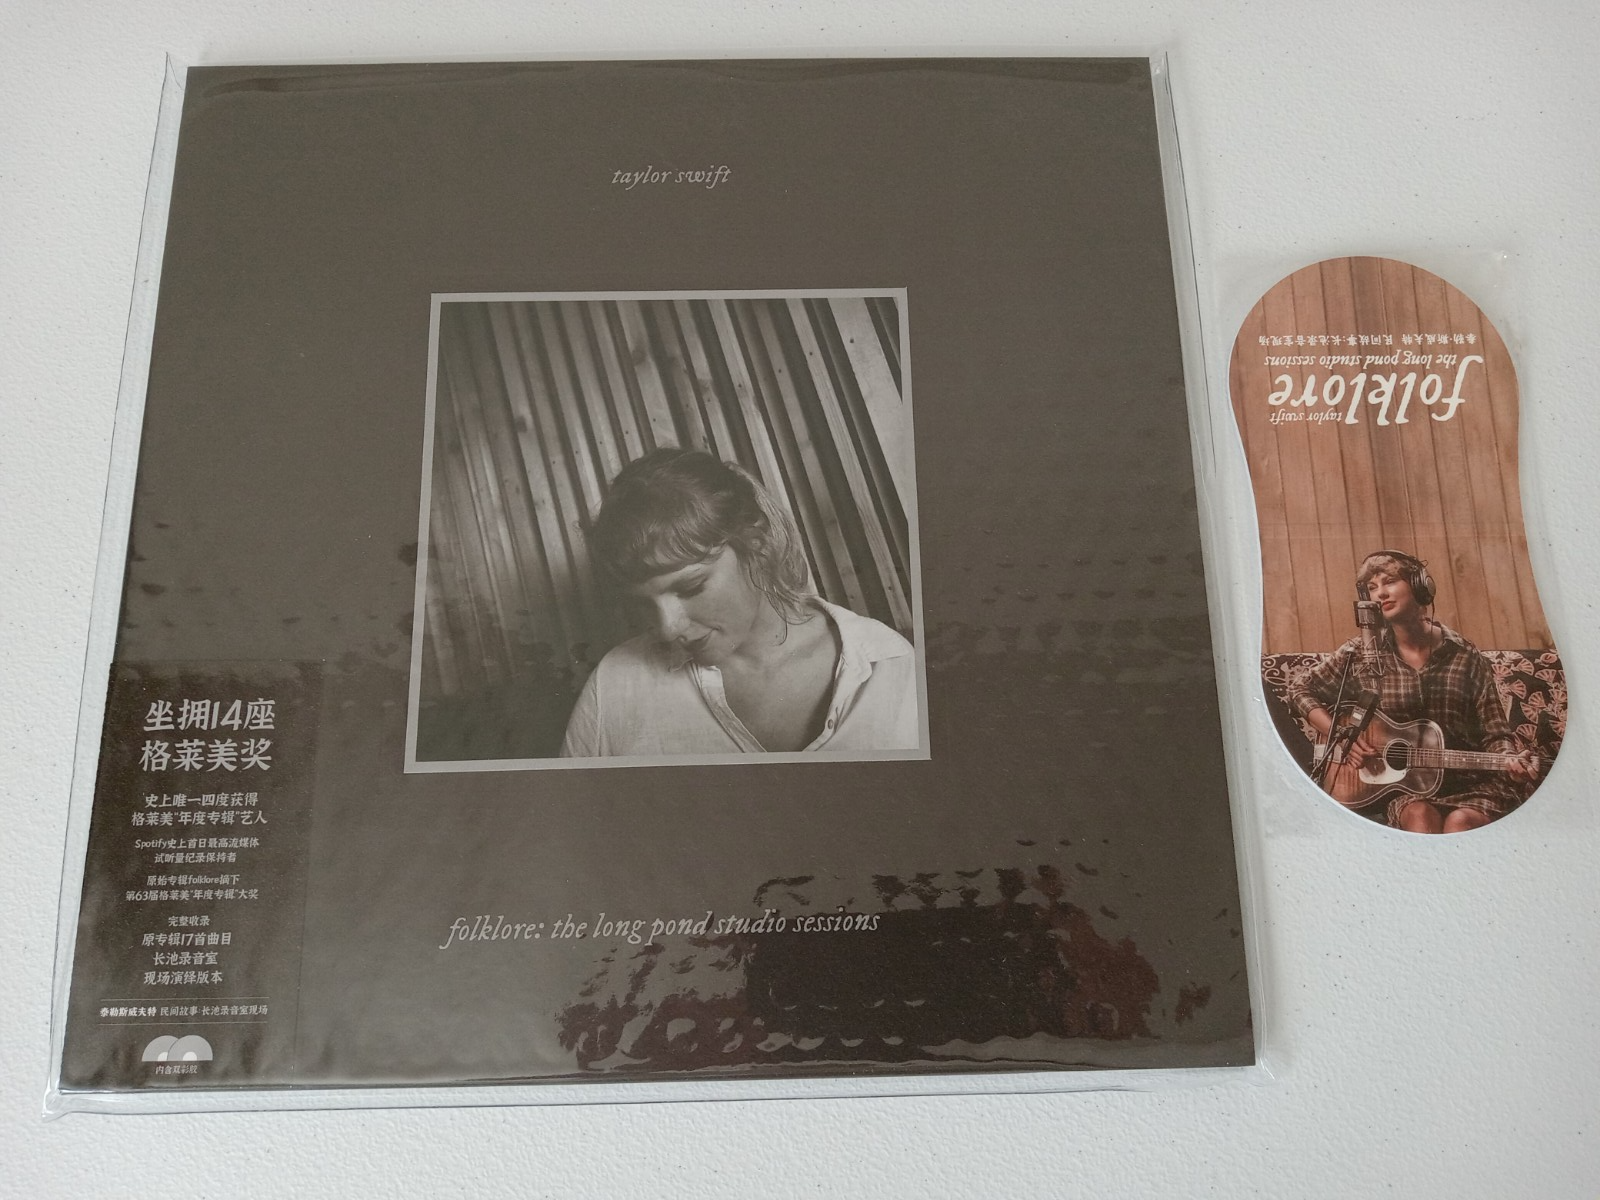 taylor swift
folklore: the long pond studio sessions
坐拥14座
格莱美奖
史上唯一四度获得
格莱美“年度专辑”艺人
Spotify史上首日最高流媒体
试听量纪录保持者
原始专辑folklore摘下
第63届格莱美“年度专辑”大奖
完整收录
原专辑17首曲目
长池录音室
现场演绎版本
泰勒斯威夫特 民间故事:长池录音室现场
内含双彩胶
taylor swift
folklore
the long pond studio sessions
泰勒·斯威夫特 民间故事:长池录音室现场